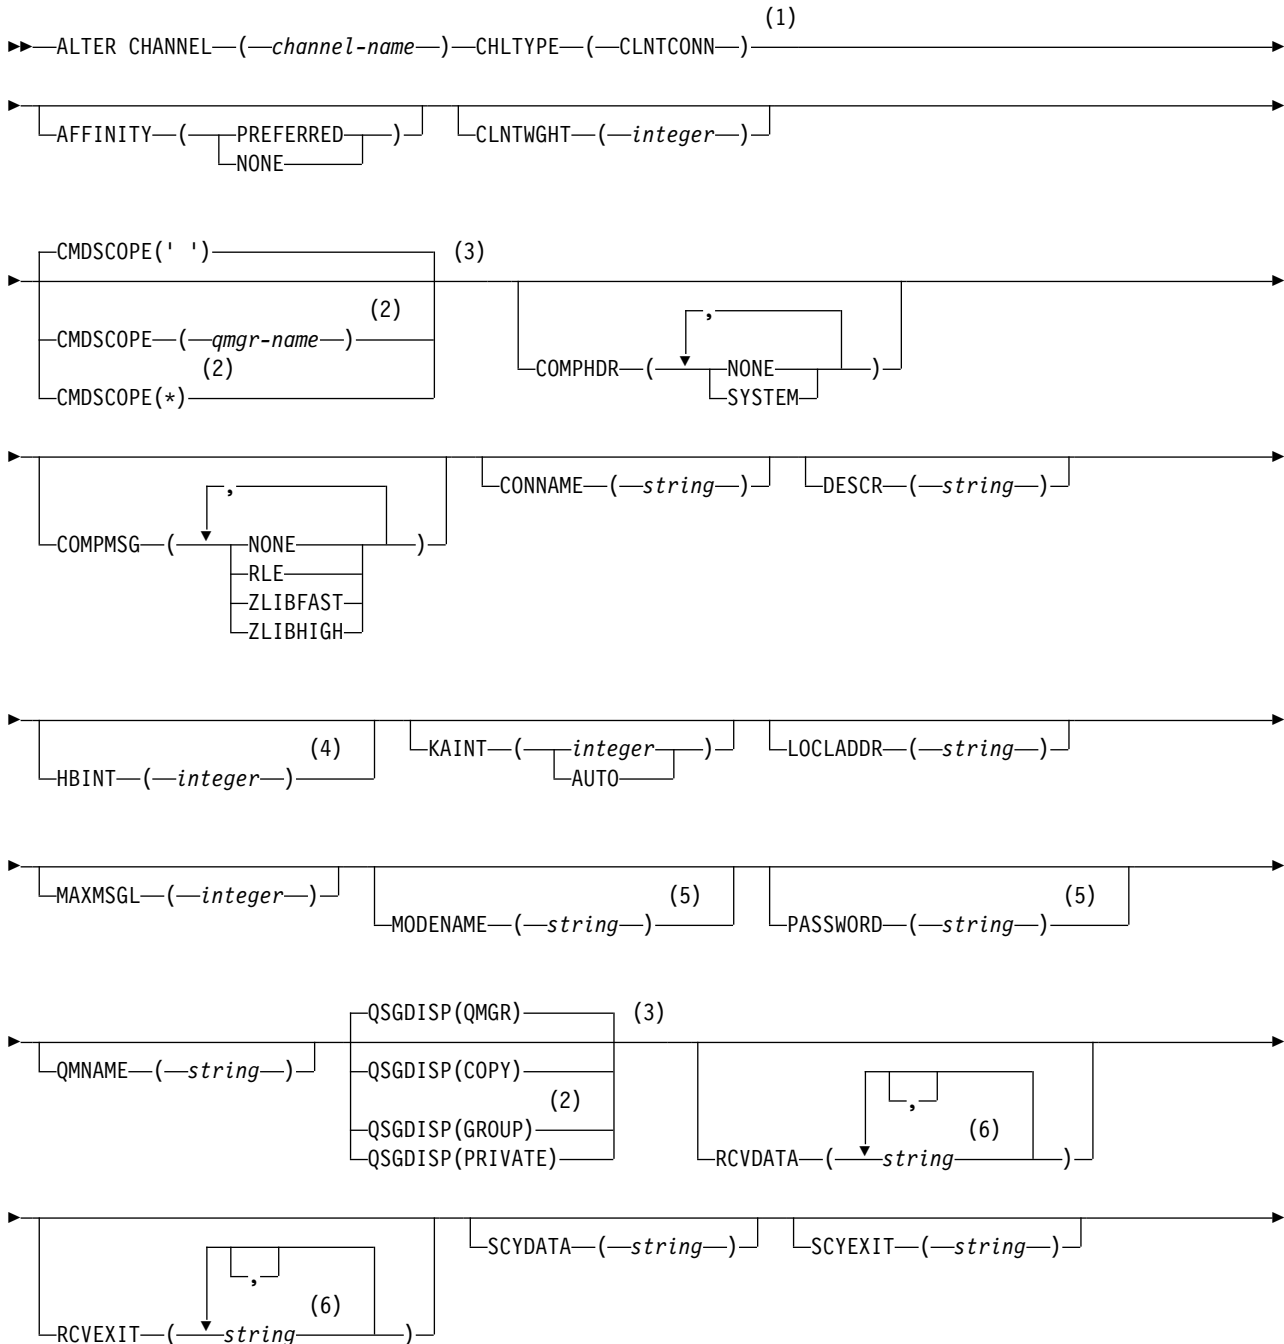 (1)
ALTER CHANNEL ( channel-name ) CHLTYPE ( CLNTCONN )
AFFINITY ( PREFERRED ) CLNTWGHT ( integer )
NONE
CMDSCOPE(' ') (3)
(2)
CMDSCOPE ( qmgr-name )
(2)
CMDSCOPE(*)
,
COMPHDR ( NONE )
SYSTEM
,
COMPMSG ( NONE )
RLE
ZLIBFAST
ZLIBHIGH
CONNAME ( string ) DESCR ( string )
(4)
HBINT ( integer )
KAINT ( integer )
AUTO
LOCLADDR ( string )
MAXMSGL ( integer )
(5)
MODENAME ( string )
(5)
PASSWORD ( string )
QMNAME ( string )
QSGDISP(QMGR) (3)
QSGDISP(COPY)
(2)
QSGDISP(GROUP)
QSGDISP(PRIVATE)
,
(6)
RCVDATA ( string )
,
(6)
RCVEXIT ( string )
SCYDATA ( string ) SCYEXIT ( string )